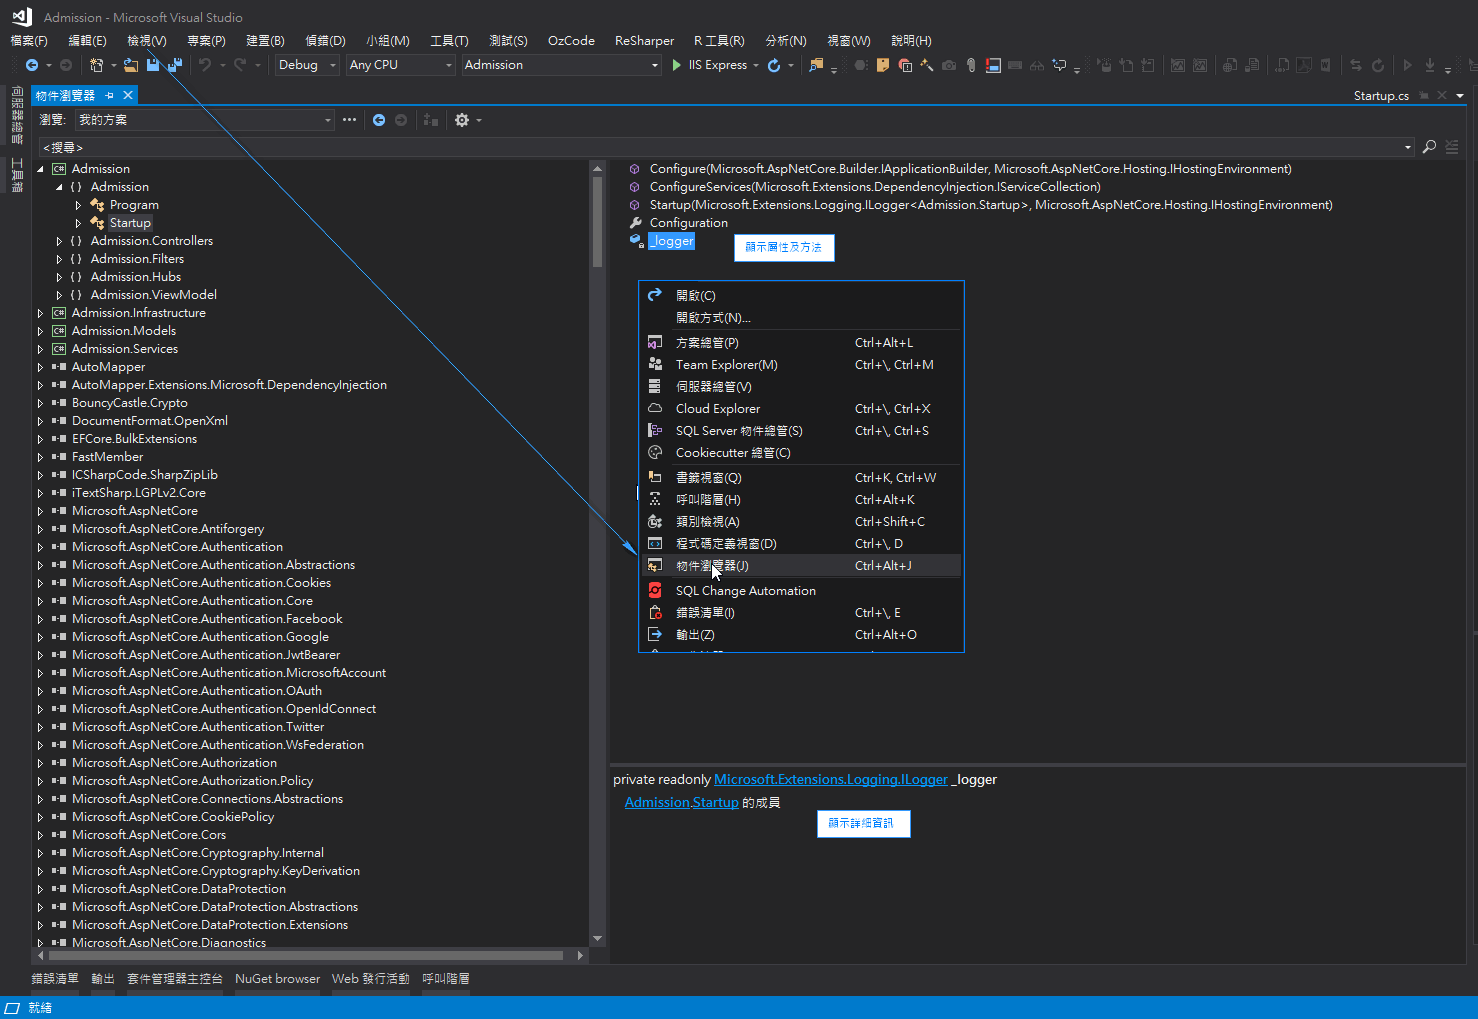 Admission - Microsoft Visual Studio
檔案(F) 編輯(E) 檢視(V) 專案(P) 建置(B) 偵錯(D) 小組(M) 工具(T) 測試(S) OzCode ReSharper R 工具(R) 分析(N) 視窗(W) 說明(H)
Debug Any CPU Admission IIS Express
伺服器總管
工具箱
物件瀏覽器 Startup.cs
瀏覽: 我的方案
<搜尋>
Admission
Admission
Program
Startup
Admission.Controllers
Admission.Filters
Admission.Hubs
Admission.ViewModel
Admission.Infrastructure
Admission.Models
Admission.Services
AutoMapper
AutoMapper.Extensions.Microsoft.DependencyInjection
BouncyCastle.Crypto
DocumentFormat.OpenXml
EFCore.BulkExtensions
FastMember
ICSharpCode.SharpZipLib
iTextSharp.LGPLv2.Core
Microsoft.AspNetCore
Microsoft.AspNetCore.Antiforgery
Microsoft.AspNetCore.Authentication
Microsoft.AspNetCore.Authentication.Abstractions
Microsoft.AspNetCore.Authentication.Cookies
Microsoft.AspNetCore.Authentication.Core
Microsoft.AspNetCore.Authentication.Facebook
Microsoft.AspNetCore.Authentication.Google
Microsoft.AspNetCore.Authentication.JwtBearer
Microsoft.AspNetCore.Authentication.MicrosoftAccount
Microsoft.AspNetCore.Authentication.OAuth
Microsoft.AspNetCore.Authentication.OpenIdConnect
Microsoft.AspNetCore.Authentication.Twitter
Microsoft.AspNetCore.Authentication.WsFederation
Microsoft.AspNetCore.Authorization
Microsoft.AspNetCore.Authorization.Policy
Microsoft.AspNetCore.Connections.Abstractions
Microsoft.AspNetCore.CookiePolicy
Microsoft.AspNetCore.Cors
Microsoft.AspNetCore.Cryptography.Internal
Microsoft.AspNetCore.Cryptography.KeyDerivation
Microsoft.AspNetCore.DataProtection
Microsoft.AspNetCore.DataProtection.Abstractions
Microsoft.AspNetCore.DataProtection.Extensions
Microsoft.AspNetCore.Diagnostics
Configure(Microsoft.AspNetCore.Builder.IApplicationBuilder, Microsoft.AspNetCore.Hosting.IHostingEnvironment)
ConfigureServices(Microsoft.Extensions.DependencyInjection.IServiceCollection)
Startup(Microsoft.Extensions.Logging.ILogger<Admission.Startup>, Microsoft.AspNetCore.Hosting.IHostingEnvironment)
Configuration
_logger
顯示屬性及方法
開啟(C)
開啟方式(N)...
方案總管(P) Ctrl+Alt+L
Team Explorer(M) Ctrl+\, Ctrl+M
伺服器總管(V)
Cloud Explorer Ctrl+\, Ctrl+X
SQL Server 物件總管(S) Ctrl+\, Ctrl+S
Cookiecutter 總管(C)
書籤視窗(Q) Ctrl+K, Ctrl+W
呼叫階層(H) Ctrl+Alt+K
類別檢視(A) Ctrl+Shift+C
程式碼定義視窗(D) Ctrl+\, D
物件瀏覽器(J) Ctrl+Alt+J
SQL Change Automation
錯誤清單(I) Ctrl+\, E
輸出(Z) Ctrl+Alt+O
private readonly Microsoft.Extensions.Logging.ILogger _logger
Admission.Startup 的成員
顯示詳細資訊
錯誤清單 輸出 套件管理器主控台 NuGet browser Web 發行活動 呼叫階層
就緒